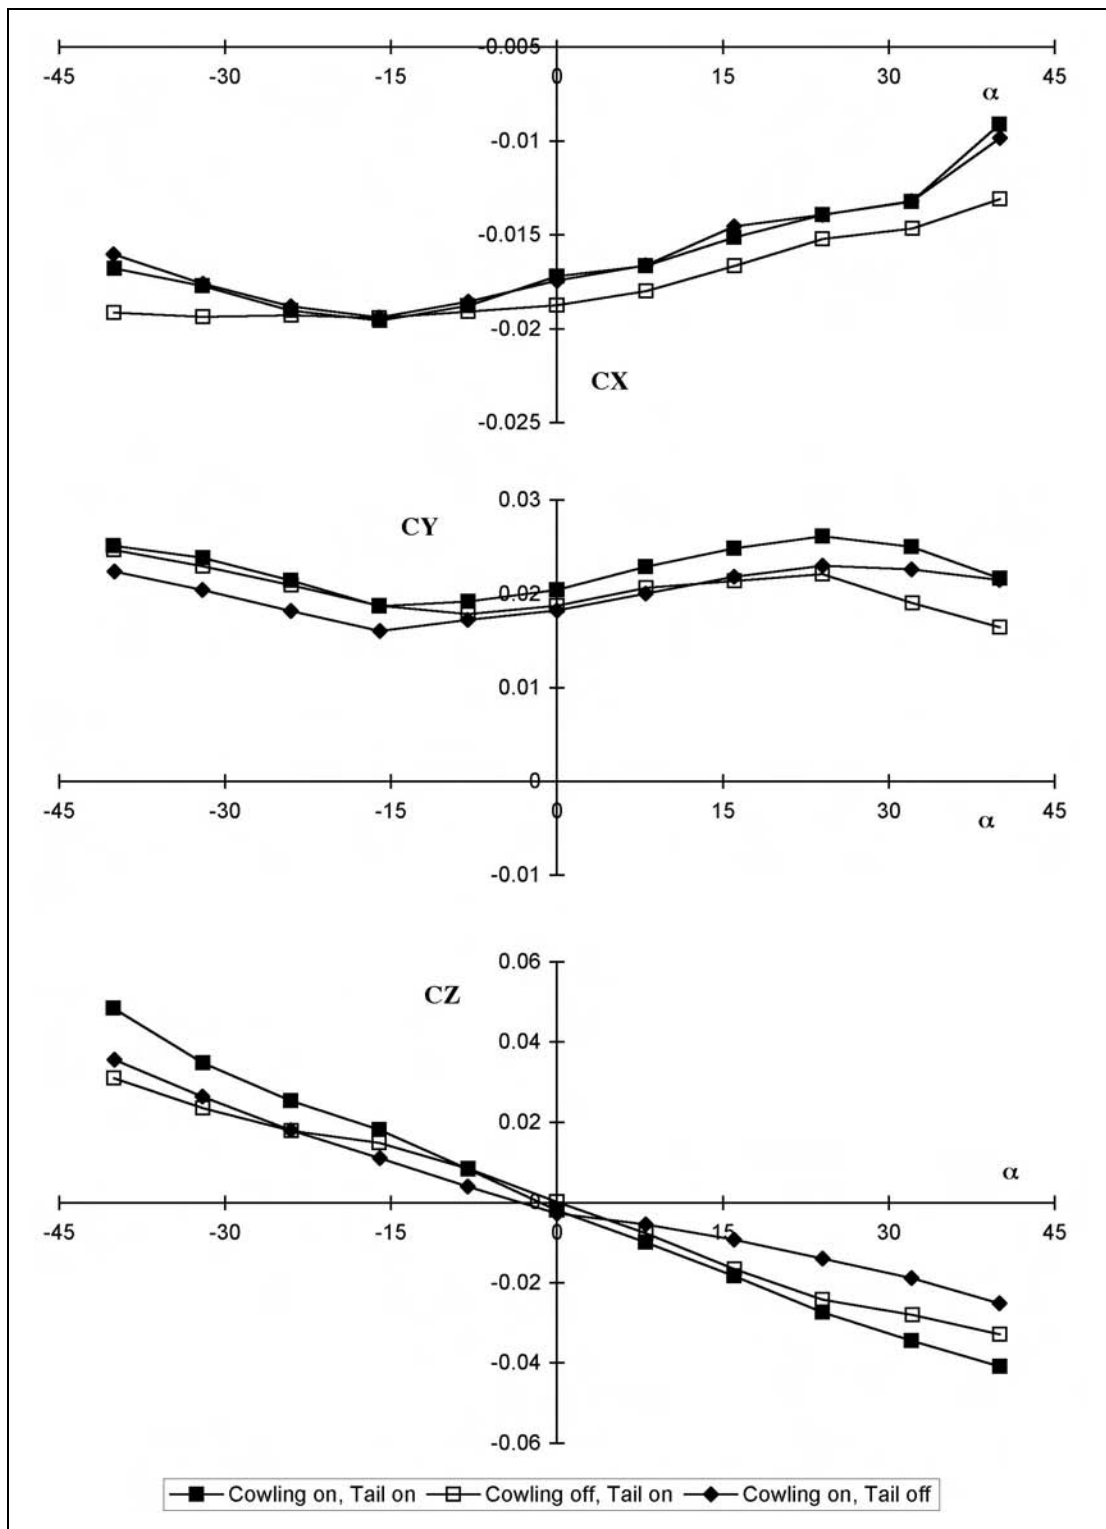 -0.005
-45 -30 -15 0 15 30 45
α
-0.01
-0.015
-0.02
CX
-0.025
0.03
CY
0.02
0.01
0
-45 -30 -15 0 15 30 45
α
-0.01
0.06
CZ
0.04
0.02
α
0
-45 -30 -15 0 15 30 45
-0.02
-0.04
-0.06
Cowling on, Tail on Cowling off, Tail on Cowling on, Tail off